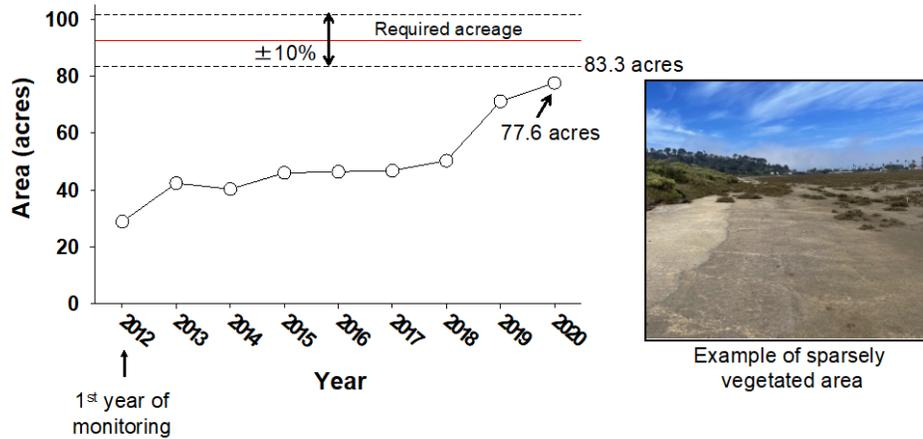 100
80
60
40
20
0
Area (acres)
Required acreage
±10%
83.3 acres
77.6 acres
2012
2013
2014
2015
2016
2017
2018
2019
2020
Year
1st year of
monitoring
Example of sparsely
vegetated area